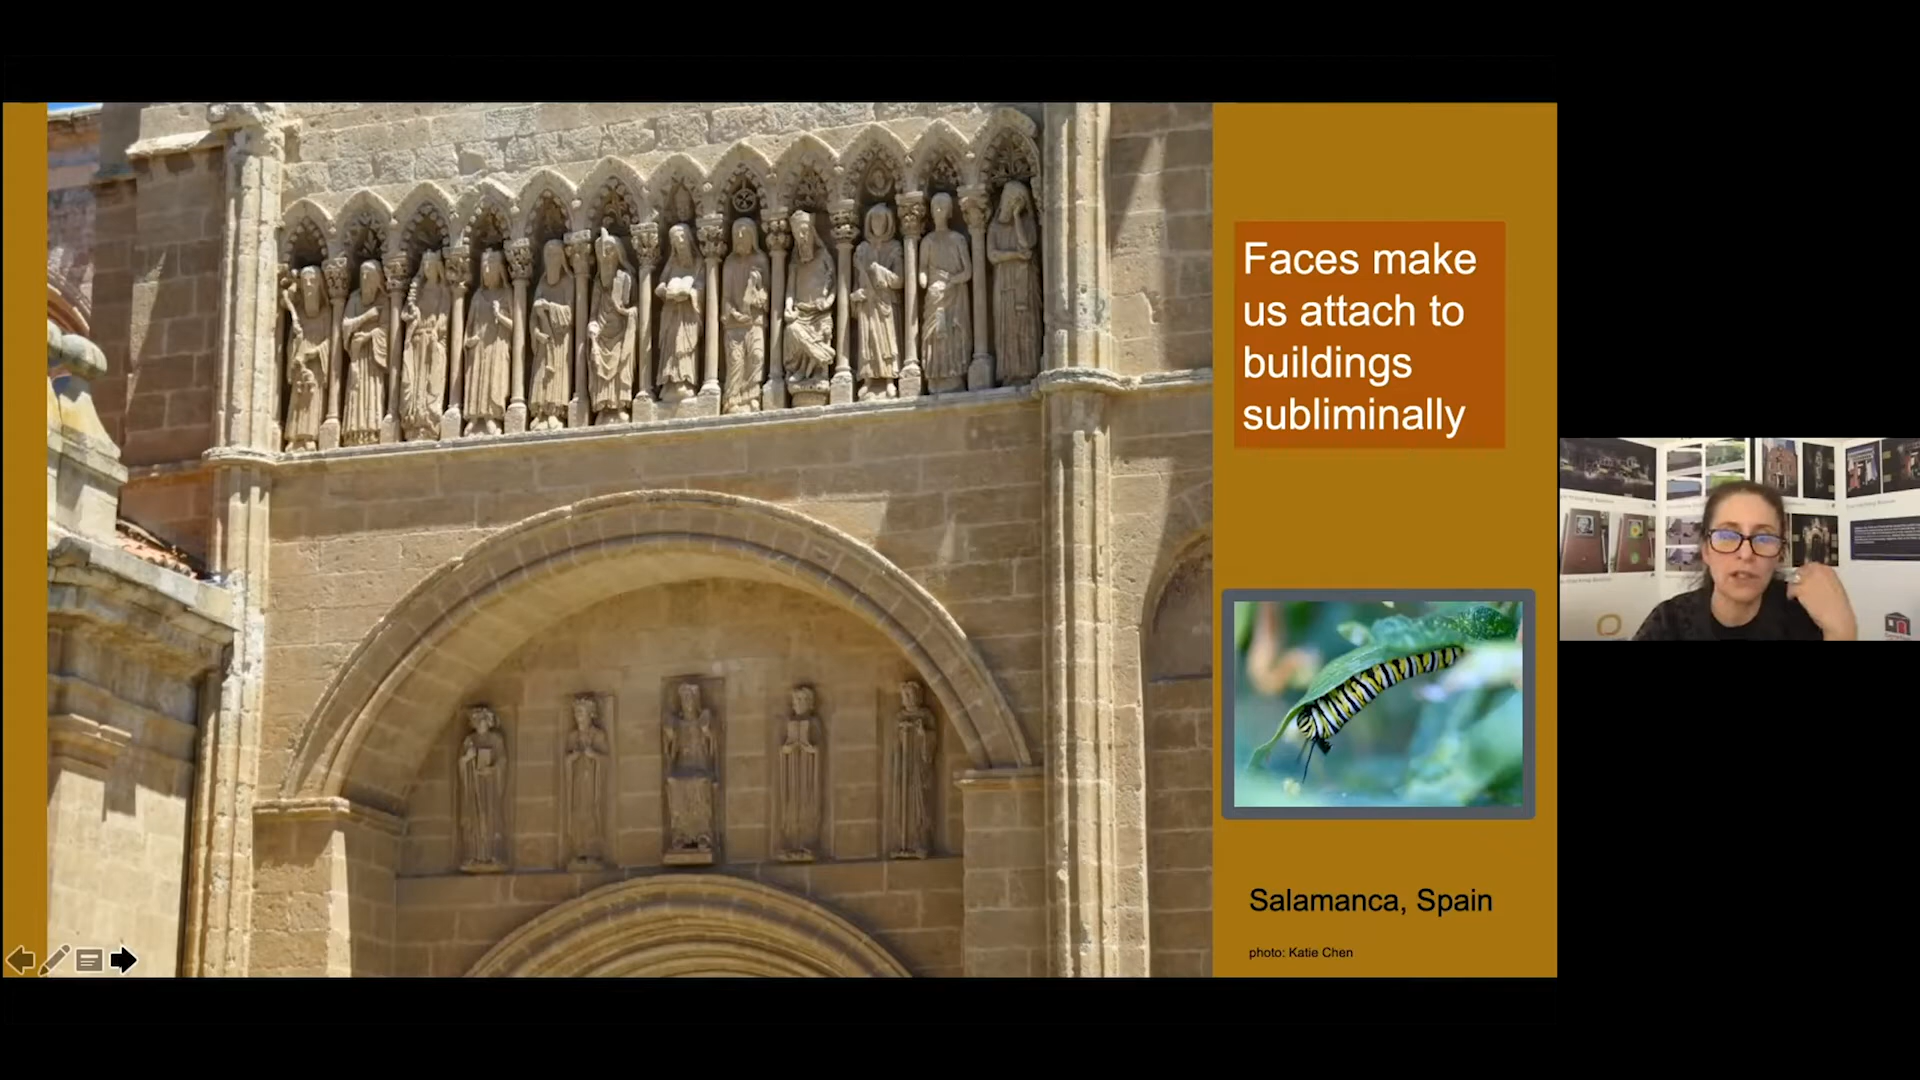 Faces make
us attach to
buildings
subliminally
Salamanca, Spain
photo: Katie Chen